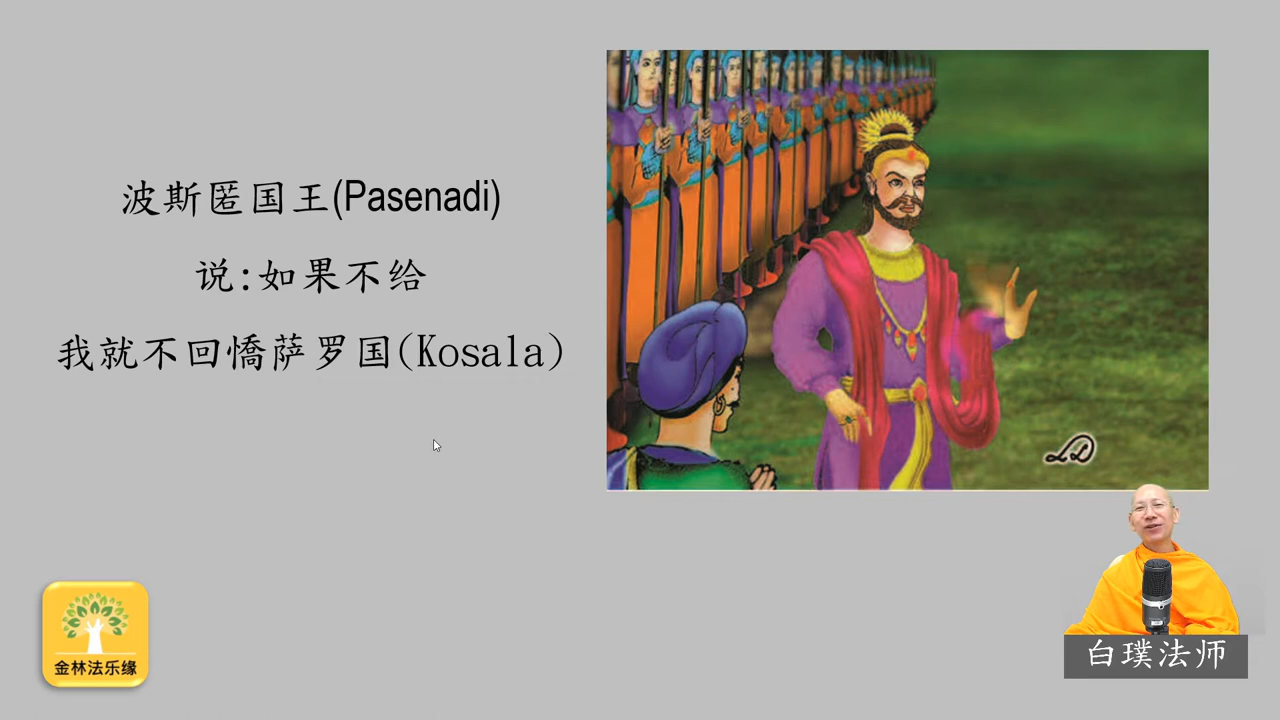 波斯匿国王(Pasenadi)
说:如果不给
我就不回憍萨罗国(Kosala)
LD
金林法乐缘
白璞法师